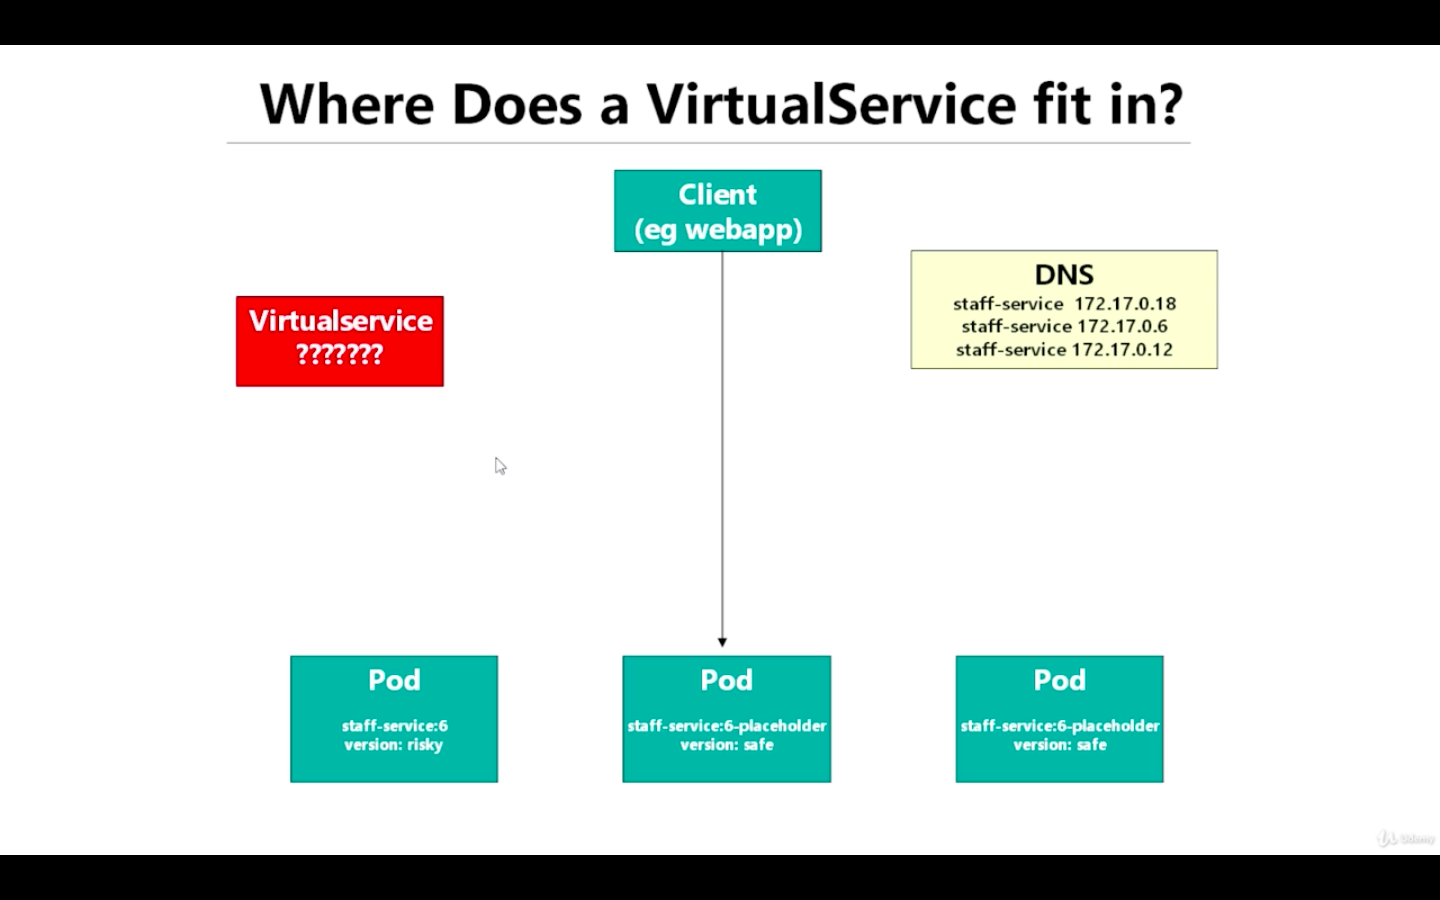 Where Does a VirtualService fit in?
Client
(eg webapp)
DNS
staff-service 172.17.0.18
staff-service 172.17.0.6
staff-service 172.17.0.12
Virtualservice
???????
Pod
staff-service:6
version: risky
Pod
staff-service:6-placeholder
version: safe
Pod
staff-service:6-placeholder
version: safe
Udemy